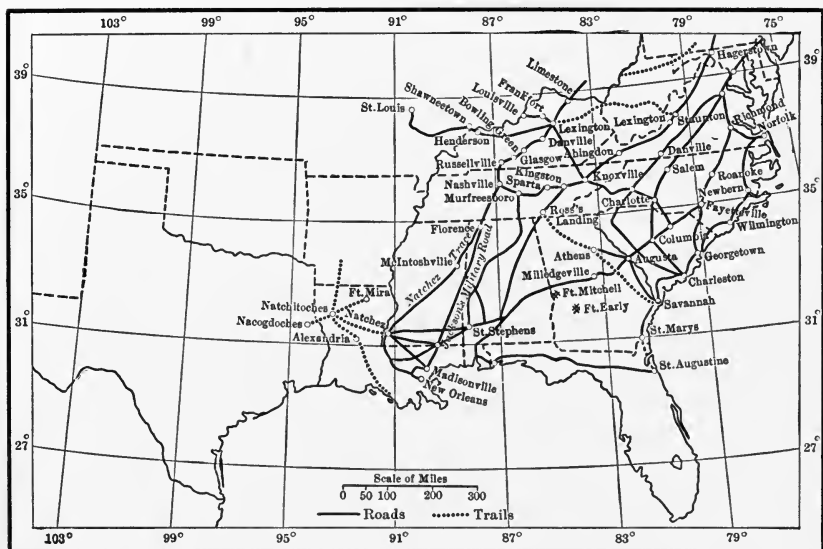 103° 99° 95° 91° 87° 83° 79° 75°
39° 39°
Hagerstown
Limestone
Frankfort
Louisville
Bowling Green
Shawneetown
St. Louis
Lexington
Lexington
Staunton
Richmond
Norfolk
Henderson
Danville
Abingdon
Danville
Russellville
Glasgow
Salem
Kingston
Knoxville
Roanoke
35° 35°
Nashville
Sparta
Newbern
Murfreesboro
Charlotte
Fayetteville
Ross's
Landing
Wilmington
Florence
Columbia
McIntoshville
Natchez Trace
Jackson's Military Road
Athens
Augusta
Georgetown
Milledgeville
Charleston
Ft. Mira
Ft. Mitchell
Natchitoches
Natchez
Ft. Early
Savannah
31° 31°
Nacogdoches
Alexandria
St. Stephens
St. Marys
Madisonville
St. Augustine
New Orleans
27° 27°
Scale of Miles
0 50 100 200 300
Roads Trails
103° 99° 95° 91° 87° 83° 79°